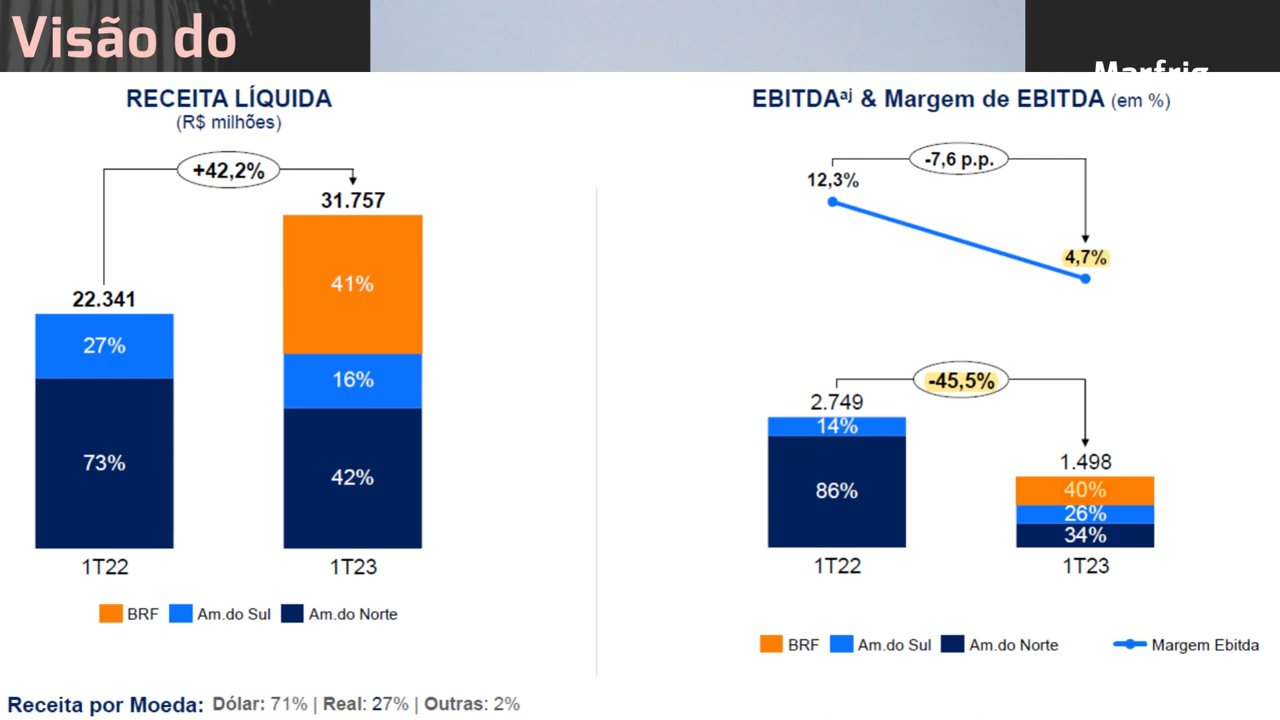 Visão do
Marfrig
RECEITA LÍQUIDA
(R$ milhões)
+42,2%
31.757
22.341
41%
27%
16%
73%
42%
1T22
1T23
BRF
Am.do Sul
Am.do Norte
EBITDAaj & Margem de EBITDA (em %)
-7,6 p.p.
12,3%
4,7%
-45,5%
2.749
14%
86%
1.498
40%
26%
34%
1T22
1T23
BRF
Am.do Sul
Am.do Norte
Margem Ebitda
Receita por Moeda: Dólar: 71% | Real: 27% | Outras: 2%